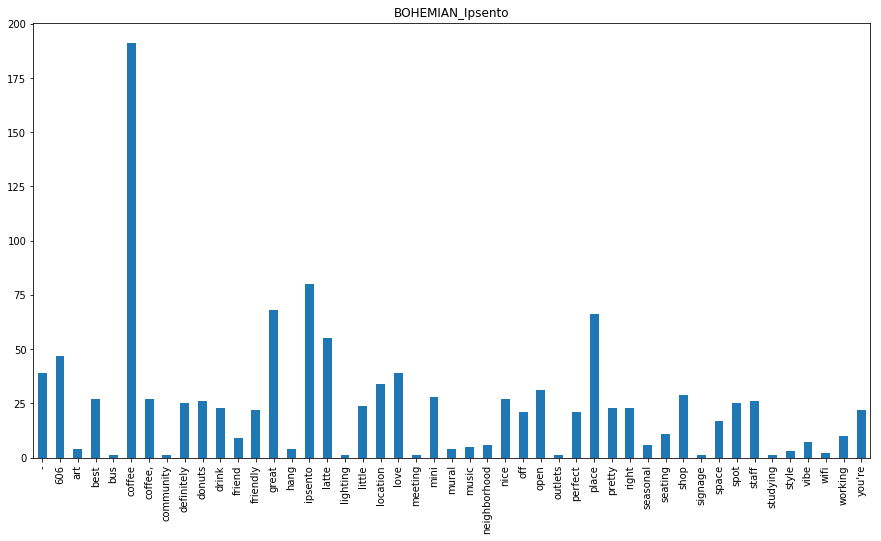 BOHEMIAN_Ipsento
200
175
150
125
100
75
50
25
0
-
606
art
best
bus
coffee
coffee,
community
definitely
donuts
drink
friend
friendly
great
hang
ipsento
latte
lighting
little
location
love
meeting
mini
mural
music
neighborhood
nice
off
open
outlets
perfect
place
pretty
right
seasonal
seating
shop
signage
space
spot
staff
studying
style
vibe
wifi
working
you're